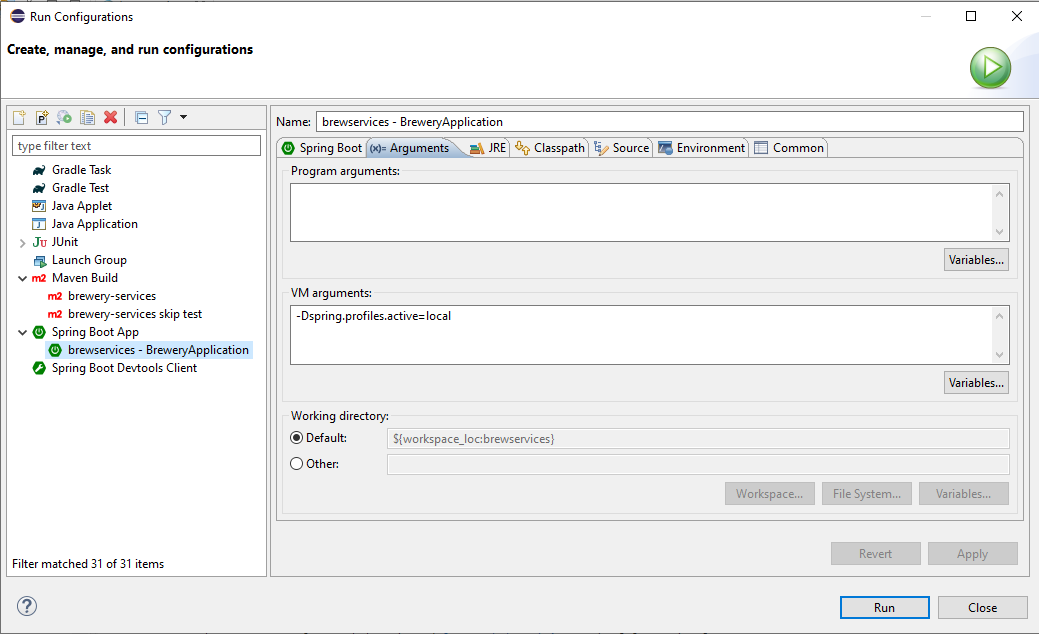 Run Configurations
Create, manage, and run configurations
type filter text
Gradle Task
Gradle Test
Java Applet
Java Application
JUnit
Launch Group
Maven Build
brewery-services
brewery-services skip test
Spring Boot App
brewservices - BreweryApplication
Spring Boot Devtools Client
Filter matched 31 of 31 items
Name: brewservices - BreweryApplication
Spring Boot (x)= Arguments JRE Classpath Source Environment Common
Program arguments:
Variables...
VM arguments:
-Dspring.profiles.active=local
Variables...
Working directory:
Default: ${workspace_loc:brewservices}
Other:
Workspace... File System... Variables...
Revert Apply
Run Close